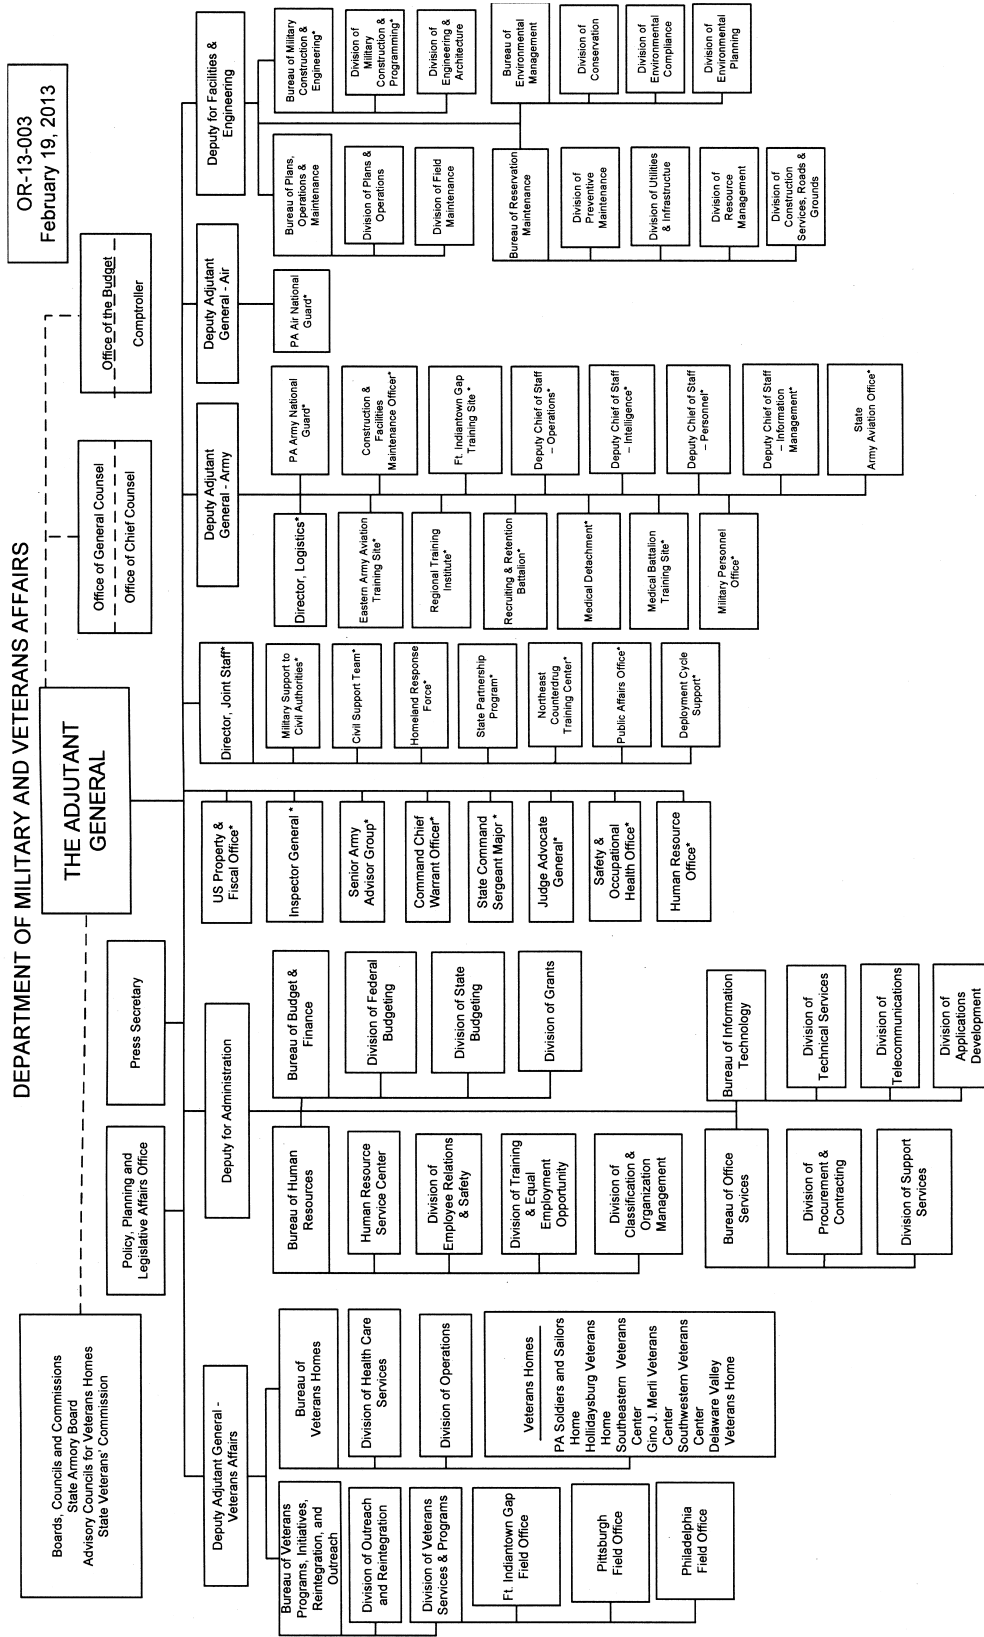 DEPARTMENT OF MILITARY AND VETERANS AFFAIRS
OR-13-003
February 19, 2013
THE ADJUTANT
GENERAL
Boards, Councils and Commissions
State Armory Board
Advisory Councils for Veterans Homes
State Veterans' Commission
Office of General Counsel
Office of Chief Counsel
Office of the Budget
Comptroller
Policy, Planning and
Legislative Affairs Office
Press Secretary
Deputy Adjutant General -
Veterans Affairs
Bureau of Veterans
Programs, Initiatives,
Reintegration, and
Outreach
Division of Outreach
and Reintegration
Division of Veterans
Services & Programs
Ft. Indiantown Gap
Field Office
Pittsburgh
Field Office
Philadelphia
Field Office
Bureau of
Veterans Homes
Division of Health Care
Services
Division of Operations
Veterans Homes
PA Soldiers and Sailors
Home
Hollidaysburg Veterans
Home
Southeastern Veterans
Center
Gino J. Merli Veterans
Center
Southwestern Veterans
Center
Delaware Valley
Veterans Home
Deputy for Administration
Bureau of Human
Resources
Human Resource
Service Center
Division of
Employee Relations
& Safety
Division of Training
& Equal
Employment
Opportunity
Division of
Classification &
Organization
Management
Bureau of Budget &
Finance
Division of Federal
Budgeting
Division of State
Budgeting
Division of Grants
Bureau of Office
Services
Division of
Procurement &
Contracting
Division of Support
Services
Bureau of Information
Technology
Division of
Technical Services
Division of
Telecommunications
Division of
Applications
Development
US Property &
Fiscal Office*
Inspector General *
Senior Army
Advisor Group*
Command Chief
Warrant Officer*
State Command
Sergeant Major *
Judge Advocate
General*
Safety &
Occupational
Health Office*
Human Resource
Office*
Director, Joint Staff*
Military Support to
Civil Authorities*
Civil Support Team*
Homeland Response
Force*
State Partnership
Program*
Northeast
Counterdrug
Training Center*
Public Affairs Office*
Deployment Cycle
Support*
Deputy Adjutant
General - Army
Director, Logistics*
Eastern Army Aviation
Training Site*
Regional Training
Institute*
Recruiting & Retention
Battalion*
Medical Detachment*
Medical Battalion
Training Site*
Military Personnel
Office*
PA Army National
Guard*
Construction &
Facilities
Maintenance Officer*
Ft. Indiantown Gap
Training Site *
Deputy Chief of Staff
– Operations*
Deputy Chief of Staff
– Intelligence*
Deputy Chief of Staff
– Personnel*
Deputy Chief of Staff
– Information
Management*
State
Army Aviation Office*
Deputy Adjutant
General - Air
PA Air National
Guard*
Deputy for Facilities &
Engineering
Bureau of Plans,
Operations &
Maintenance
Division of Plans &
Operations
Division of Field
Maintenance
Bureau of Military
Construction &
Engineering*
Division of
Military
Construction &
Programming*
Division of
Engineering &
Architecture
Bureau of Reservation
Maintenance
Division of
Preventive
Maintenance
Division of Utilities
& Infrastructue
Division of
Resource
Management
Division of
Construction
Services, Roads &
Grounds
Bureau of
Environmental
Management
Division of
Conservation
Division of
Environmental
Compliance
Division of
Environmental
Planning